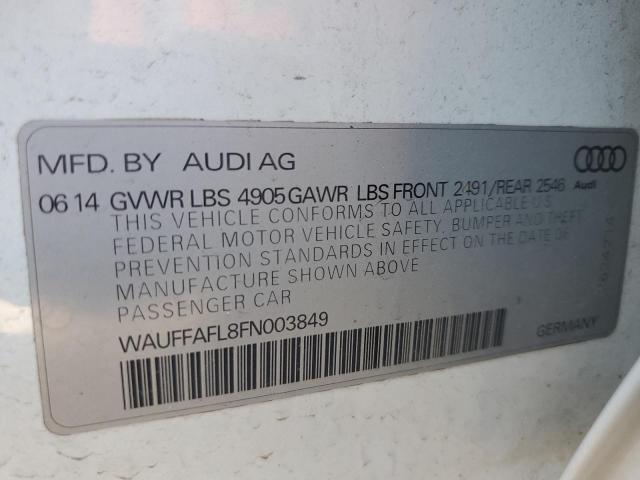 MFD. BY AUDI AG
Audi
06 14 GVWR LBS 4905 GAWR LBS FRONT 2491/REAR 2546
THIS VEHICLE CONFORMS TO ALL APPLICABLE U.S
FEDERAL MOTOR VEHICLE SAFETY, BUMPER AND THEFT
PREVENTION STANDARDS IN EFFECT ON THE DATE OF
MANUFACTURE SHOWN ABOVE
PASSENGER CAR
WAUFFAFL8FN003849
GERMANY